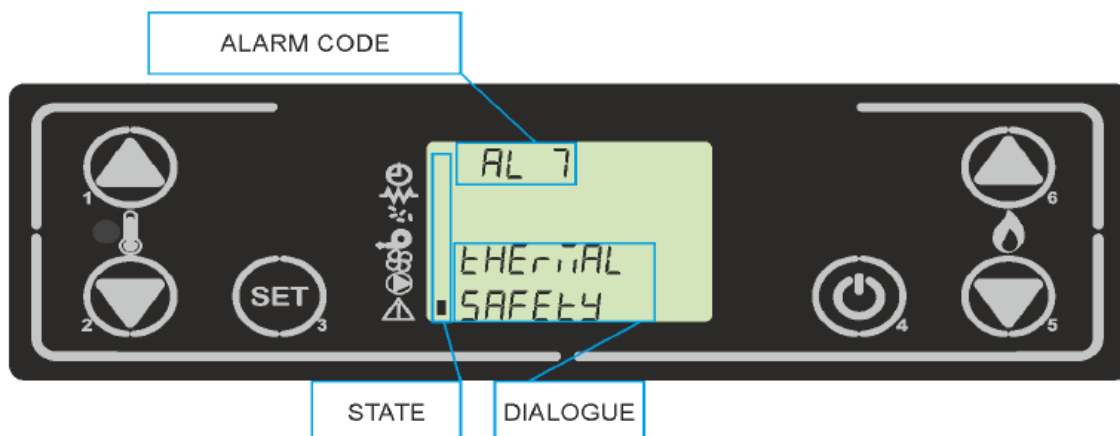 ALARM CODE
AL 7
1
6
tHErmAL
SET
SAFEty
2
3
4
5
STATE
DIALOGUE